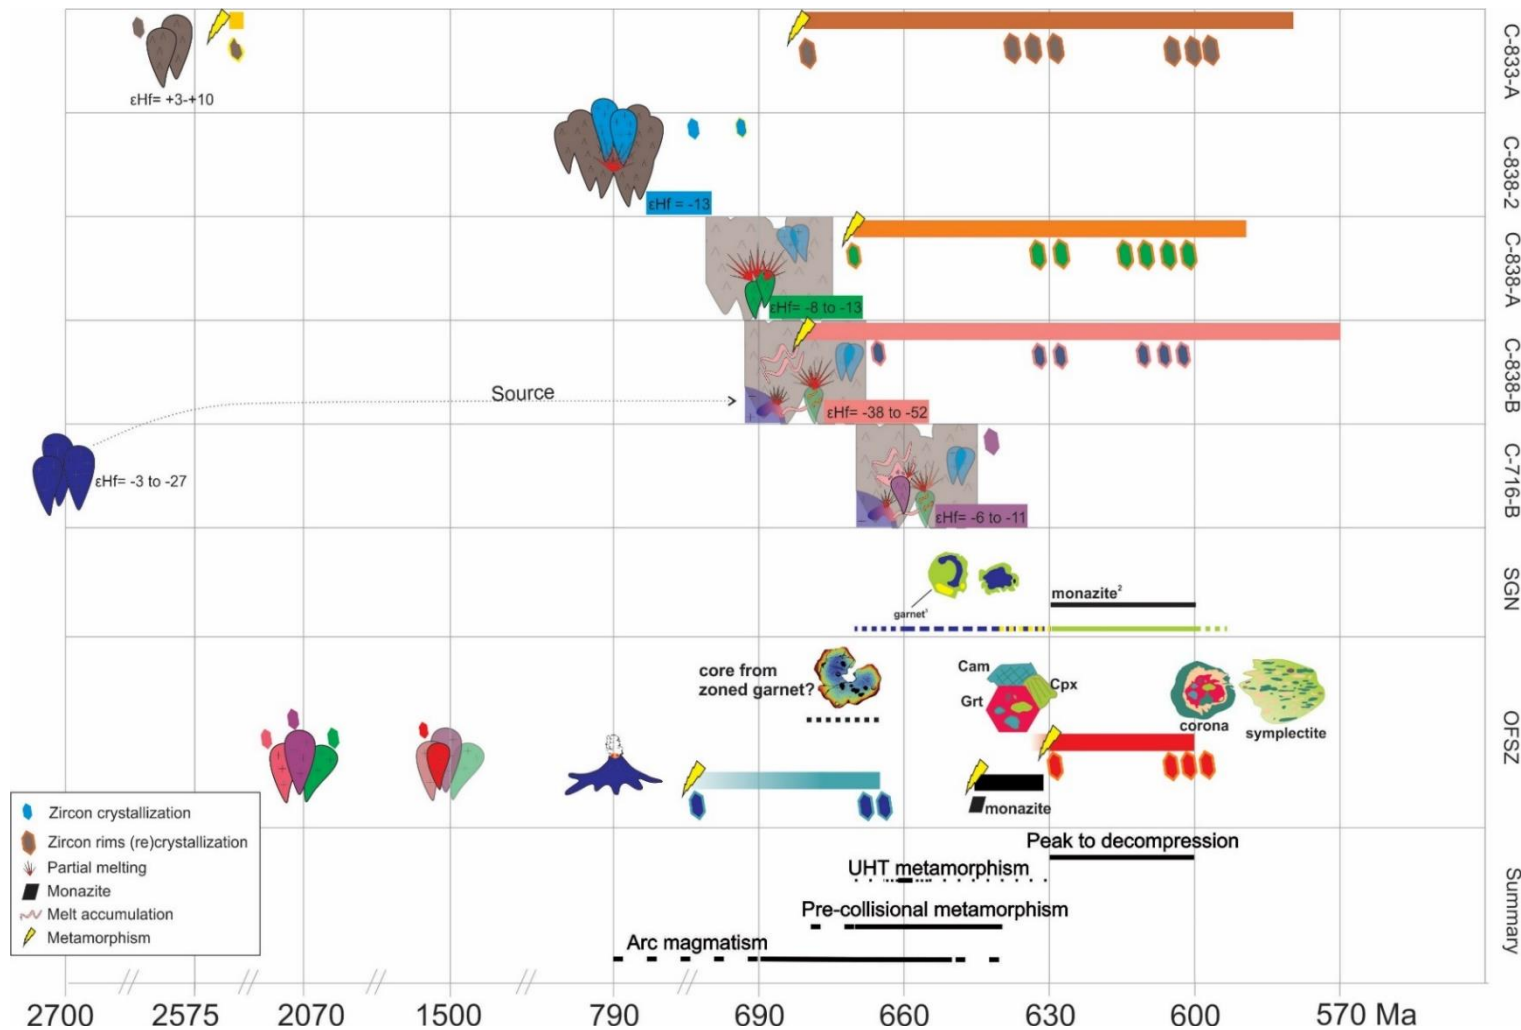 C-833-A
εHf= +3-+10
C-838-2
εHf = -13
C-838-A
εHf= -8 to -13
C-838-B
Source
εHf= -38 to -52
C-716-B
εHf= -3 to -27
εHf= -6 to -11
SGN
garnet¹
monazite²
OFSZ
core from
zoned garnet?
Cam
Cpx
Grt
corona
symplectite
monazite
Zircon crystallization
Zircon rims (re)crystallization
Partial melting
Monazite
Melt accumulation
Metamorphism
Summary
Peak to decompression
UHT metamorphism
Pre-collisional metamorphism
Arc magmatism
2700 2575 2070 1500 790 690 660 630 600 570 Ma